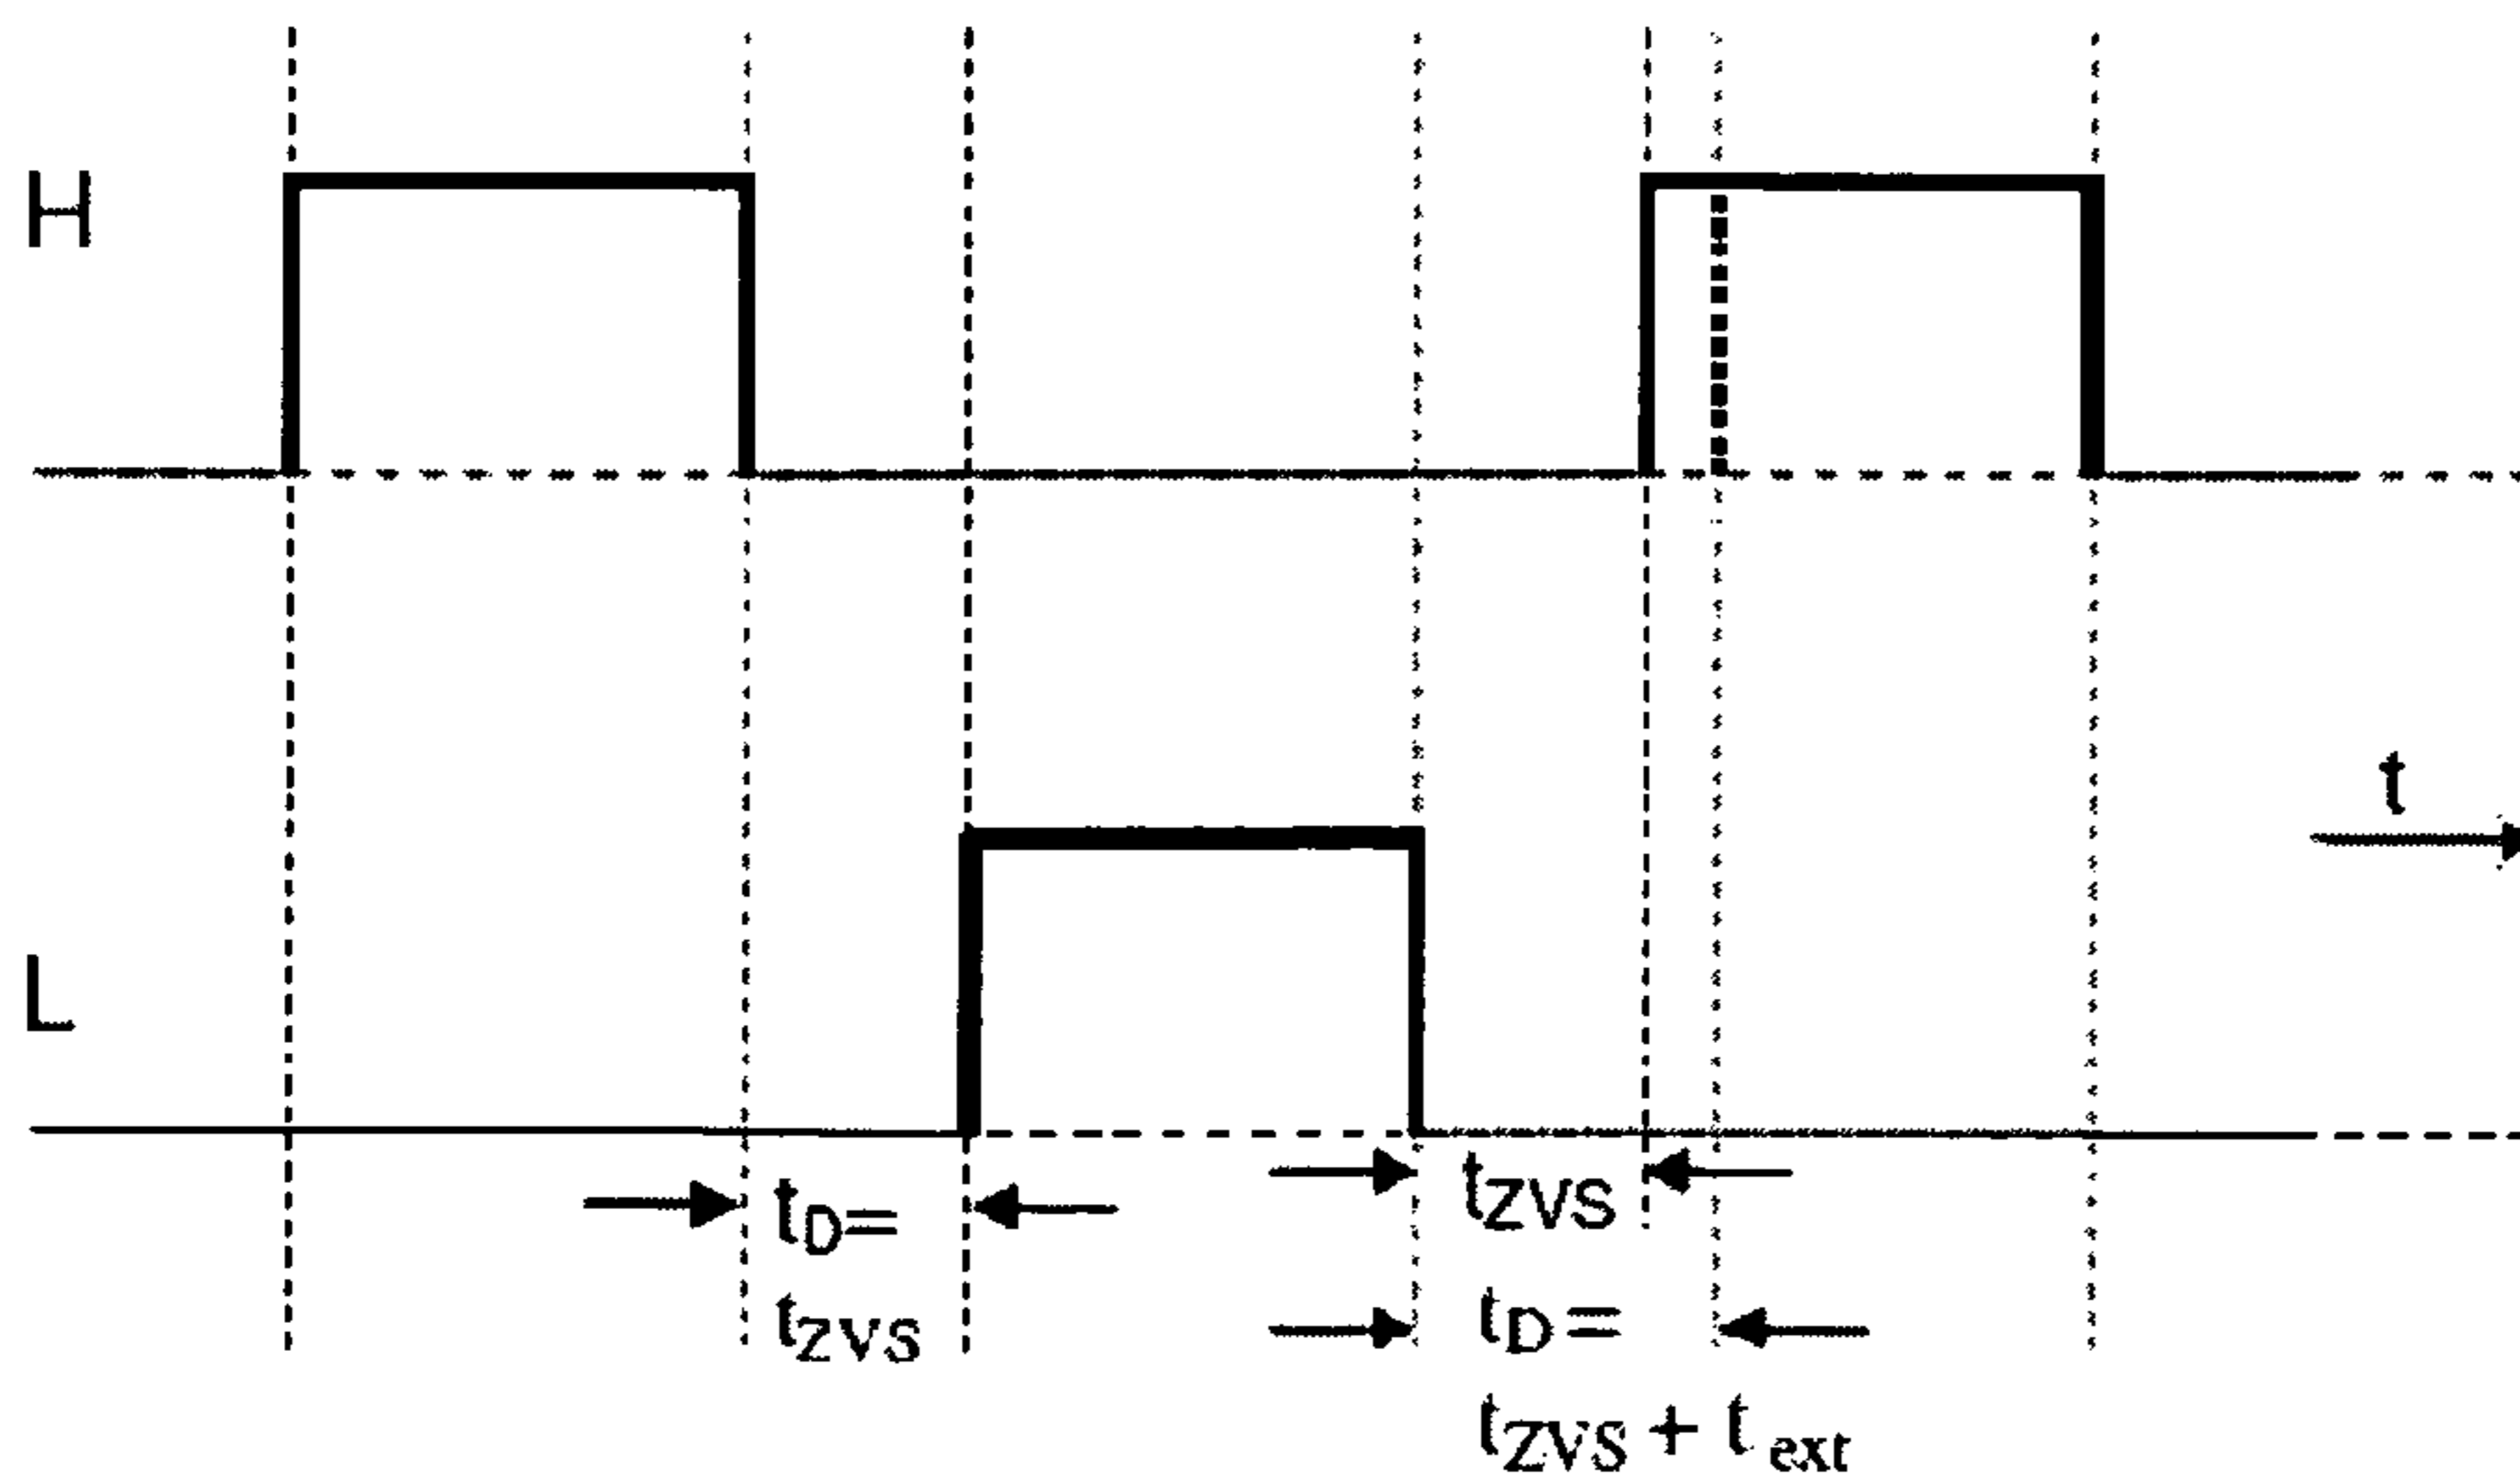 H
t
L
tD=
tZVS
tZVS
tD=
tZVS + text